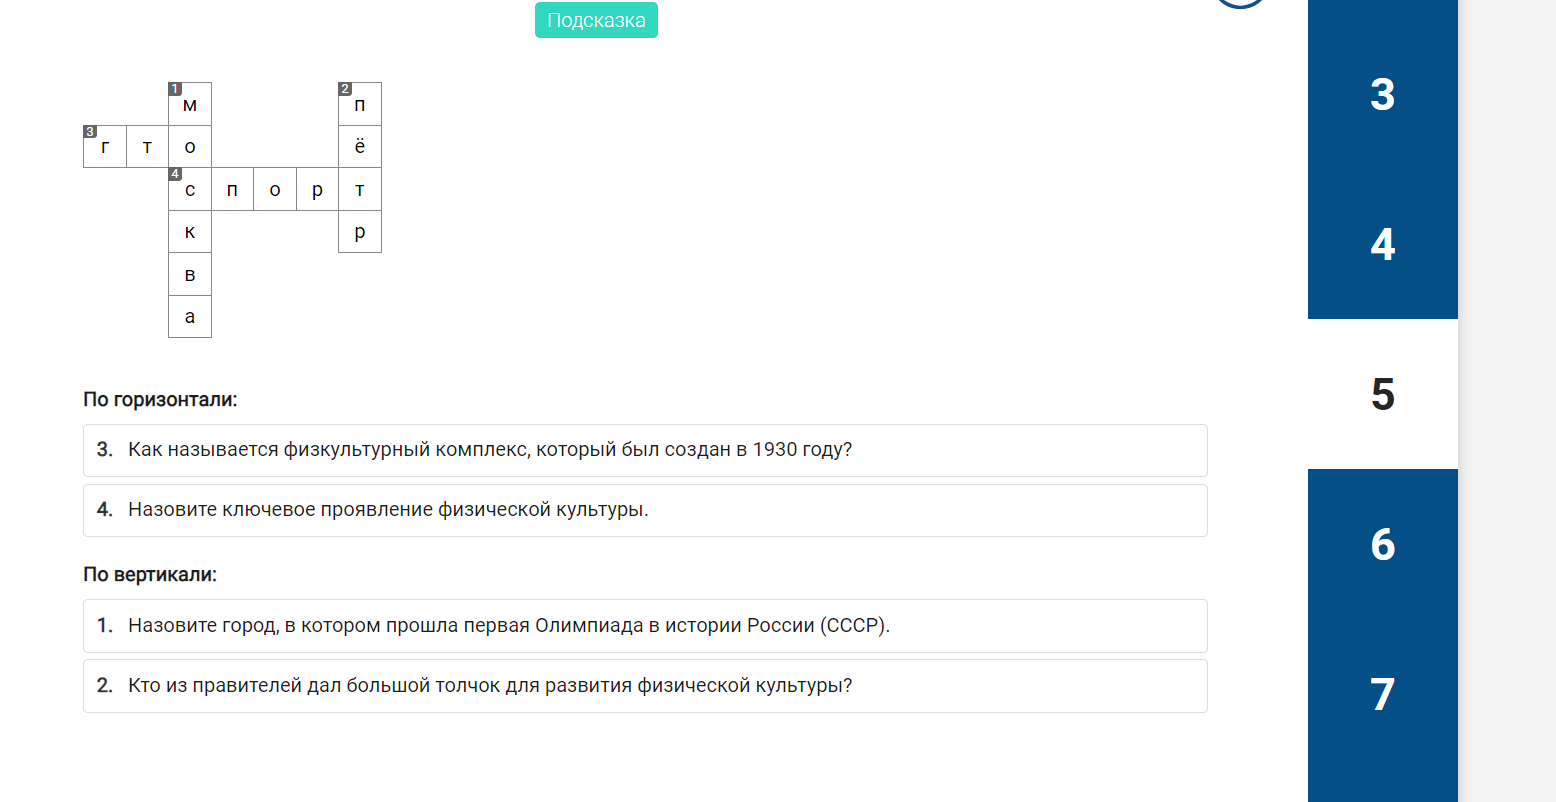 Подсказка
3
1 м 2 п
3 г т о ё
4 с п о р т
к р
в
а
4
По горизонтали:
5
3. Как называется физкультурный комплекс, который был создан в 1930 году?
4. Назовите ключевое проявление физической культуры.
6
По вертикали:
1. Назовите город, в котором прошла первая Олимпиада в истории России (СССР).
2. Кто из правителей дал большой толчок для развития физической культуры?
7